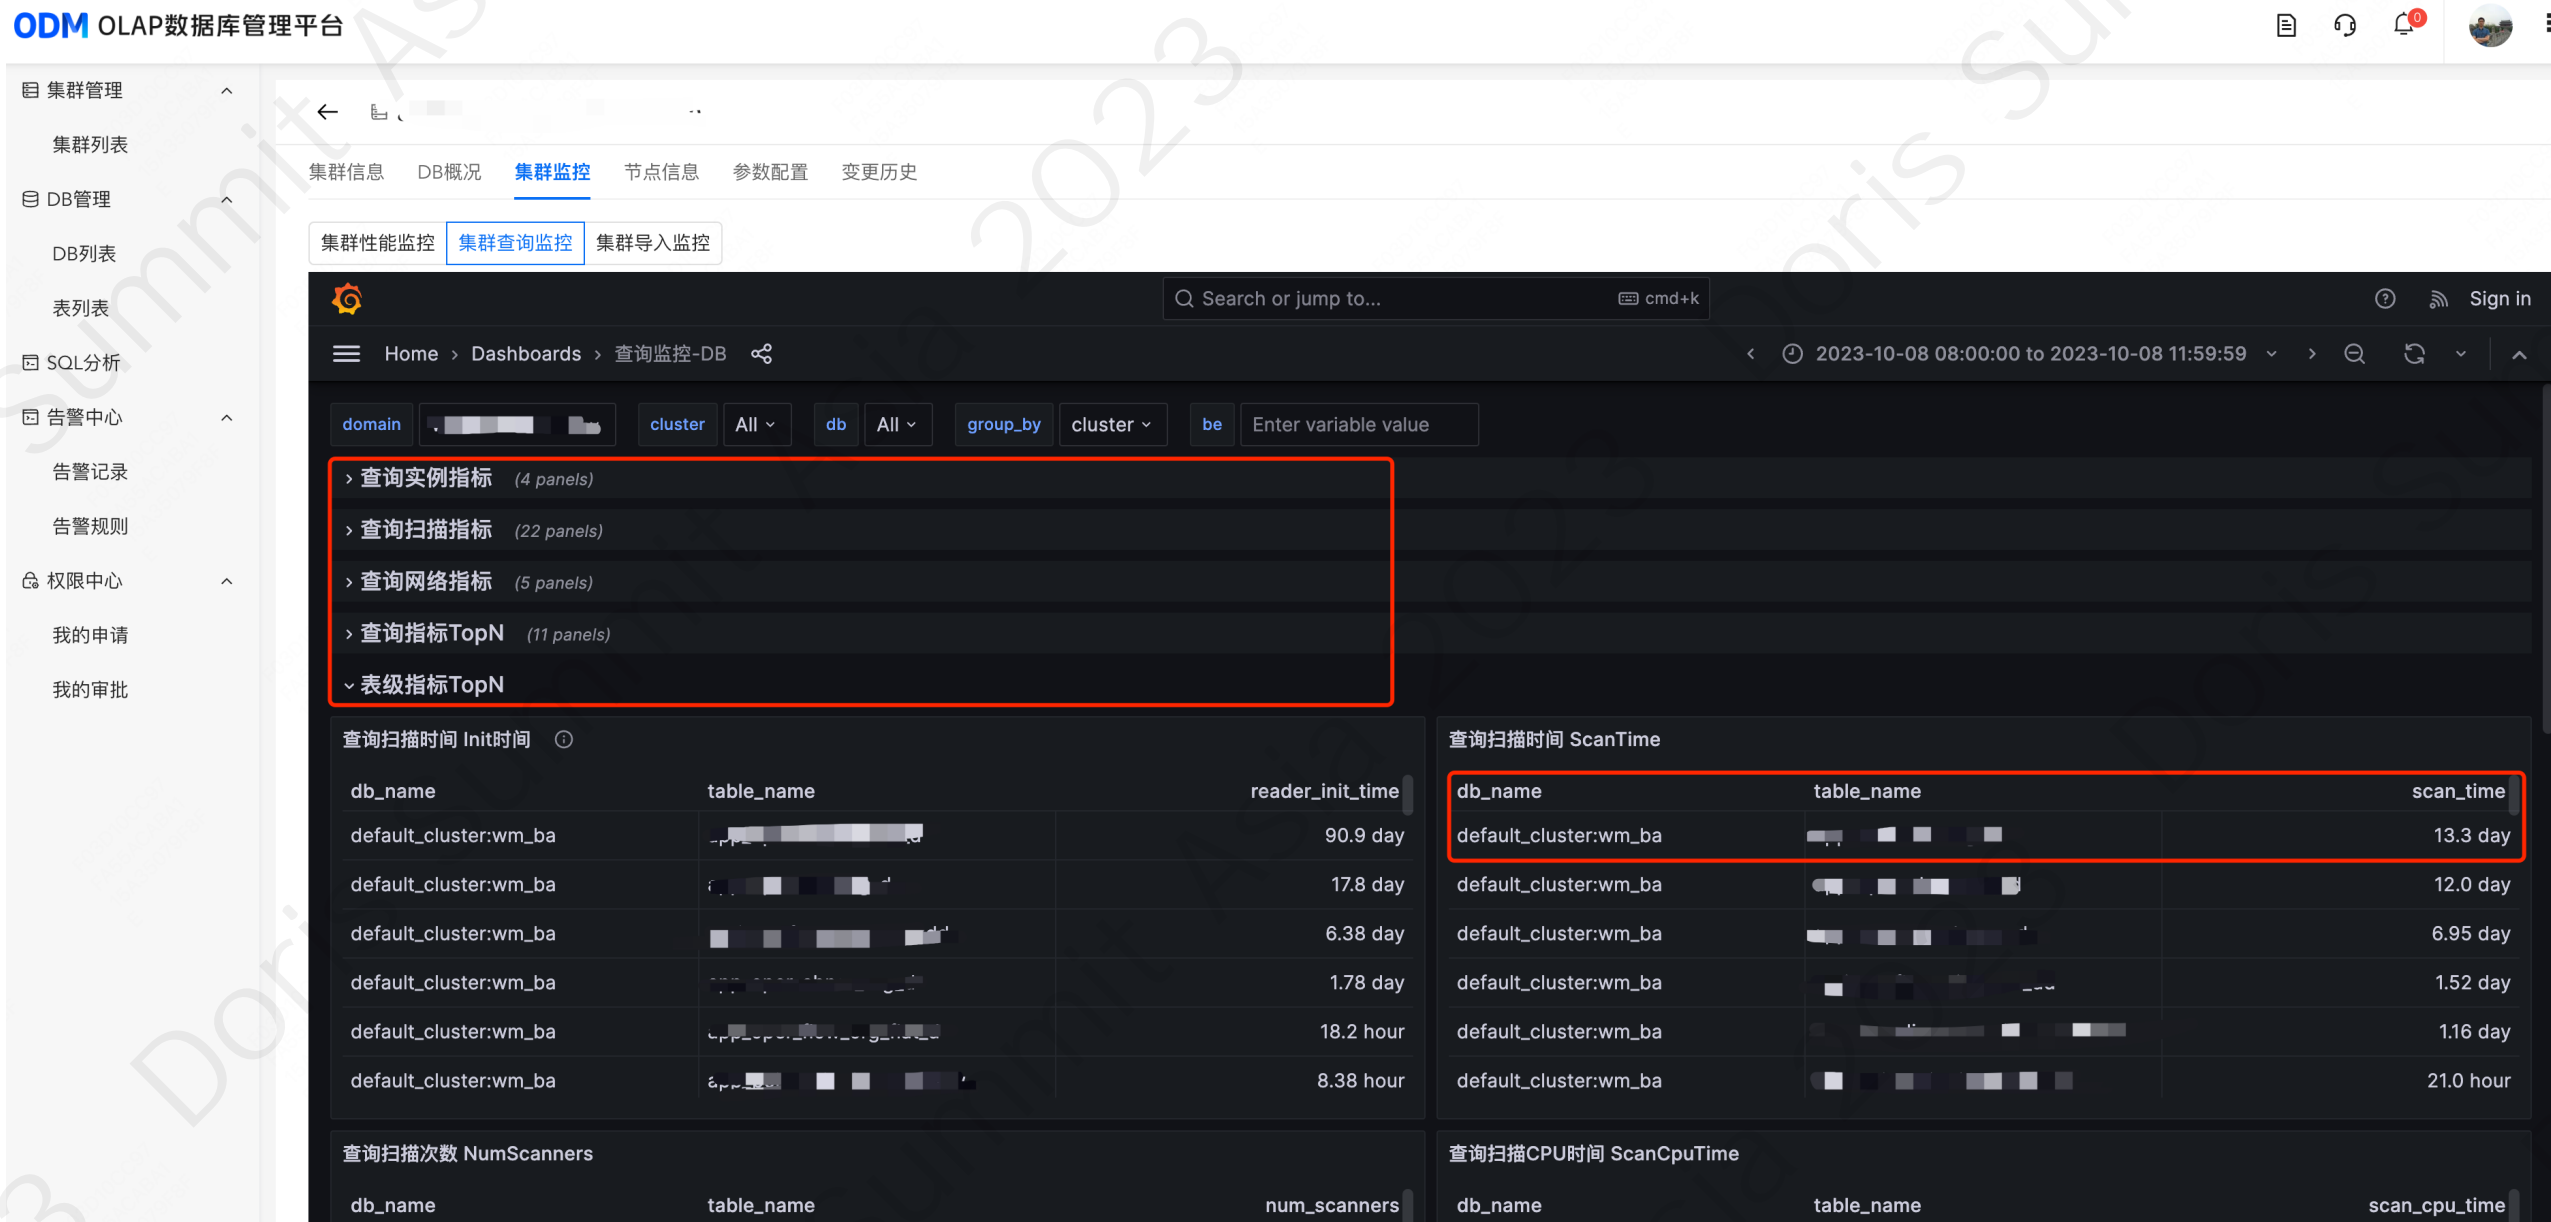 ODM OLAP数据库管理平台
0
集群管理
集群列表
DB管理
DB列表
表列表
SQL分析
告警中心
告警记录
告警规则
权限中心
我的申请
我的审批
集群信息 DB概况 集群监控 节点信息 参数配置 变更历史
集群性能监控 集群查询监控 集群导入监控
Search or jump to... cmd+k Sign in
Home › Dashboards › 查询监控-DB 2023-10-08 08:00:00 to 2023-10-08 11:59:59
domain cluster All db All group_by cluster be Enter variable value
查询实例指标 (4 panels)
查询扫描指标 (22 panels)
查询网络指标 (5 panels)
查询指标TopN (11 panels)
表级指标TopN
查询扫描时间 Init时间
db_name table_name reader_init_time
default_cluster:wm_ba 90.9 day
default_cluster:wm_ba 17.8 day
default_cluster:wm_ba 6.38 day
default_cluster:wm_ba 1.78 day
default_cluster:wm_ba 18.2 hour
default_cluster:wm_ba 8.38 hour
查询扫描时间 ScanTime
db_name table_name scan_time
default_cluster:wm_ba 13.3 day
default_cluster:wm_ba 12.0 day
default_cluster:wm_ba 6.95 day
default_cluster:wm_ba 1.52 day
default_cluster:wm_ba 1.16 day
default_cluster:wm_ba 21.0 hour
查询扫描次数 NumScanners
db_name table_name num_scanners
查询扫描CPU时间 ScanCpuTime
db_name table_name scan_cpu_time
Doris Summit Asia 2023
Doris Summit Asia 2023